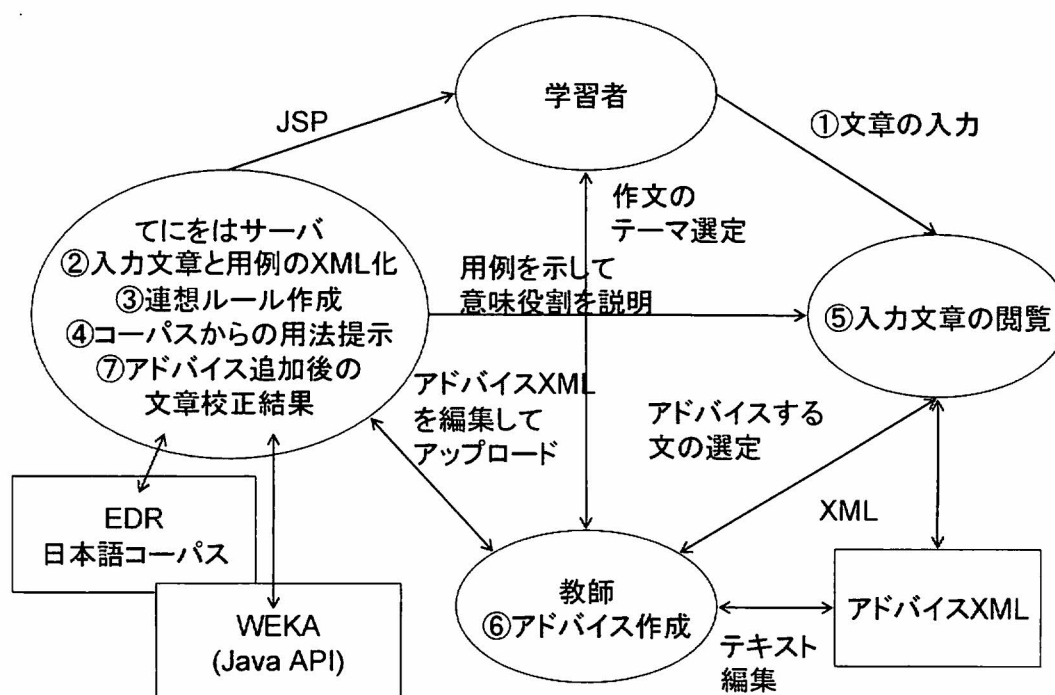 学習者
JSP
①文章の入力
作文の
テーマ選定
てにをはサーバ
②入力文章と用例のXML化
③連想ルール作成
④コーパスからの用法提示
⑦アドバイス追加後の
文章校正結果
用例を示して
意味役割を説明
⑤入力文章の閲覧
アドバイスXML
を編集して
アップロード
アドバイスする
文の選定
EDR
日本語コーパス
XML
WEKA
(Java API)
教師
⑥アドバイス作成
アドバイスXML
テキスト
編集